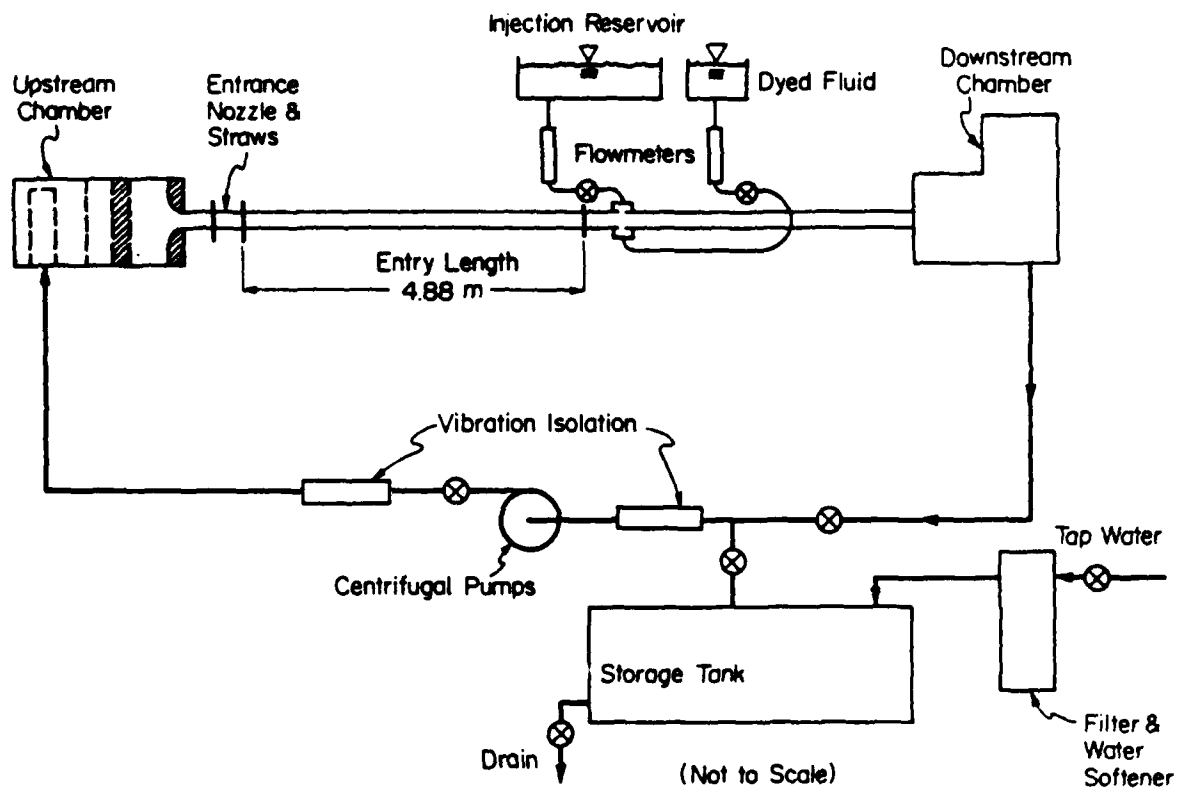 Injection Reservoir
Upstream
Chamber
Entrance
Nozzle &
Straws
Dyed Fluid
Downstream
Chamber
Flowmeters
Entry Length
4.88 m
Vibration Isolation
Centrifugal Pumps
Tap Water
Storage Tank
Filter &
Water
Softener
Drain
(Not to Scale)